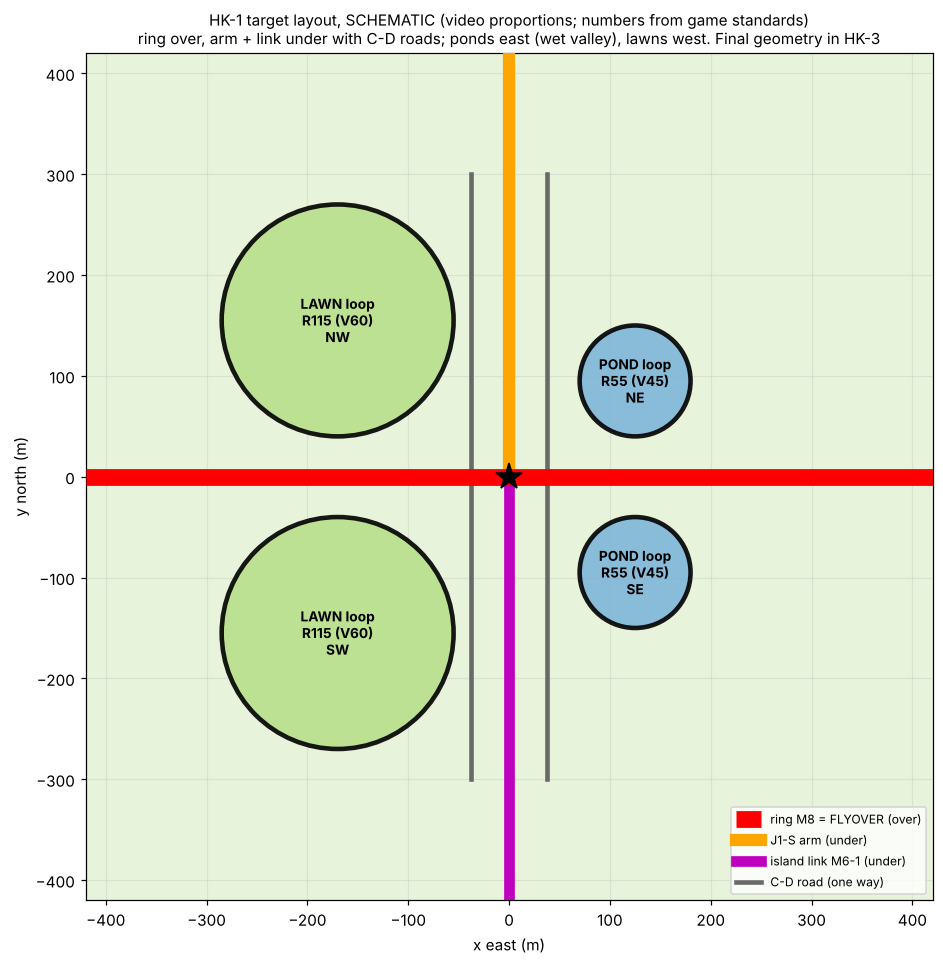 HK-1 target layout, SCHEMATIC (video proportions; numbers from game standards)
ring over, arm + link under with C-D roads; ponds east (wet valley), lawns west. Final geometry in HK-3
400
300
200
100
0
−100
−200
−300
−400
y north (m)
LAWN loop
R115 (V60)
NW
POND loop
R55 (V45)
NE
LAWN loop
R115 (V60)
SW
POND loop
R55 (V45)
SE
ring M8 = FLYOVER (over)
J1-S arm (under)
island link M6-1 (under)
C-D road (one way)
−400
−300
−200
−100
0
100
200
300
400
x east (m)